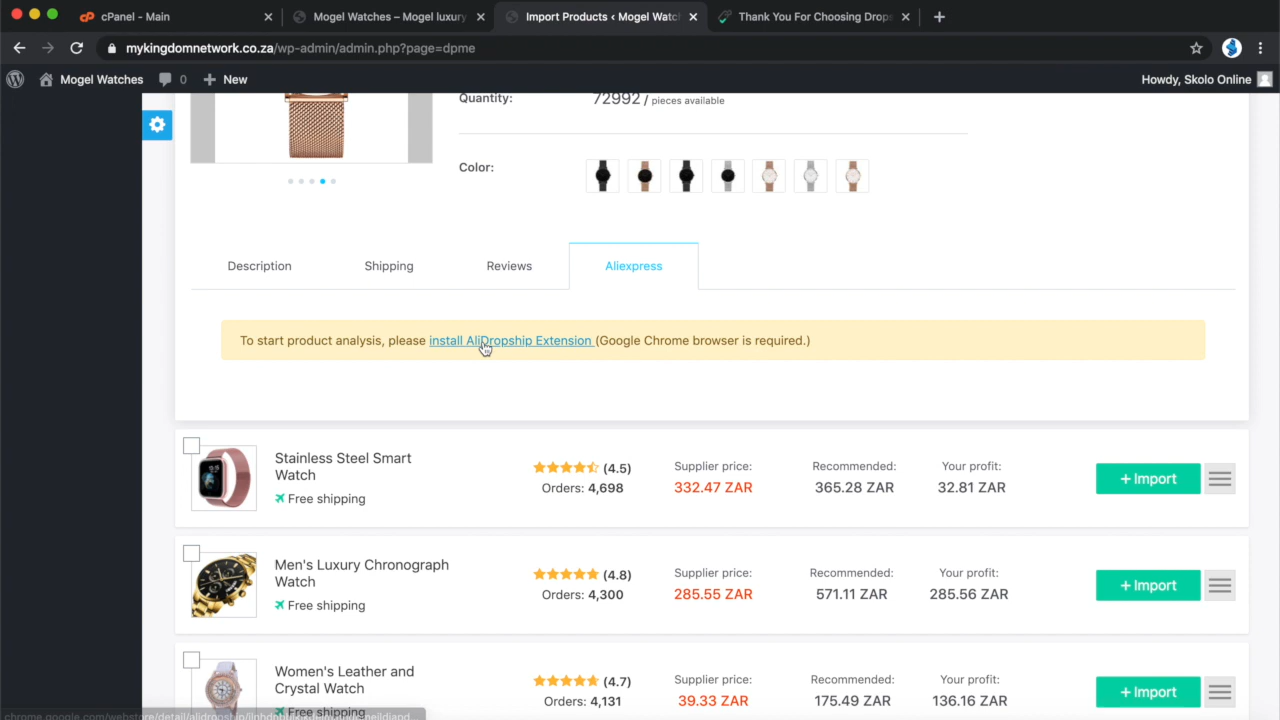 cPanel - Main
Mogel Watches – Mogel luxury
Import Products ‹ Mogel Watc
Thank You For Choosing Drops
mykingdomnetwork.co.za/wp-admin/admin.php?page=dpme
Mogel Watches 0 New
Howdy, Skolo Online
Quantity: 72992 / pieces available
Color:
Description Shipping Reviews Aliexpress
To start product analysis, please install AliDropship Extension (Google Chrome browser is required.)
Stainless Steel Smart
Watch
Free shipping
(4.5)
Orders: 4,698
Supplier price:
332.47 ZAR
Recommended:
365.28 ZAR
Your profit:
32.81 ZAR
+ Import
Men's Luxury Chronograph
Watch
Free shipping
(4.8)
Orders: 4,300
Supplier price:
285.55 ZAR
Recommended:
571.11 ZAR
Your profit:
285.56 ZAR
+ Import
Women's Leather and
Crystal Watch
Free shipping
(4.7)
Orders: 4,131
Supplier price:
39.33 ZAR
Recommended:
175.49 ZAR
Your profit:
136.16 ZAR
+ Import